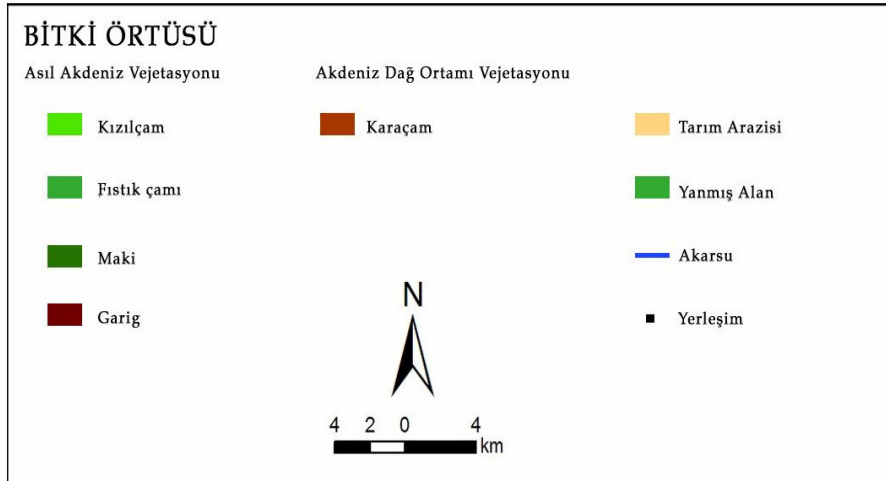 BİTKİ ÖRTÜSÜ
Asıl Akdeniz Vejetasyonu
Akdeniz Dağ Ortamı Vejetasyonu
Kızılçam
Karaçam
Tarım Arazisi
Fıstık çamı
Yanmış Alan
Maki
Akarsu
Garig
Yerleşim
N
4 2 0 4
km